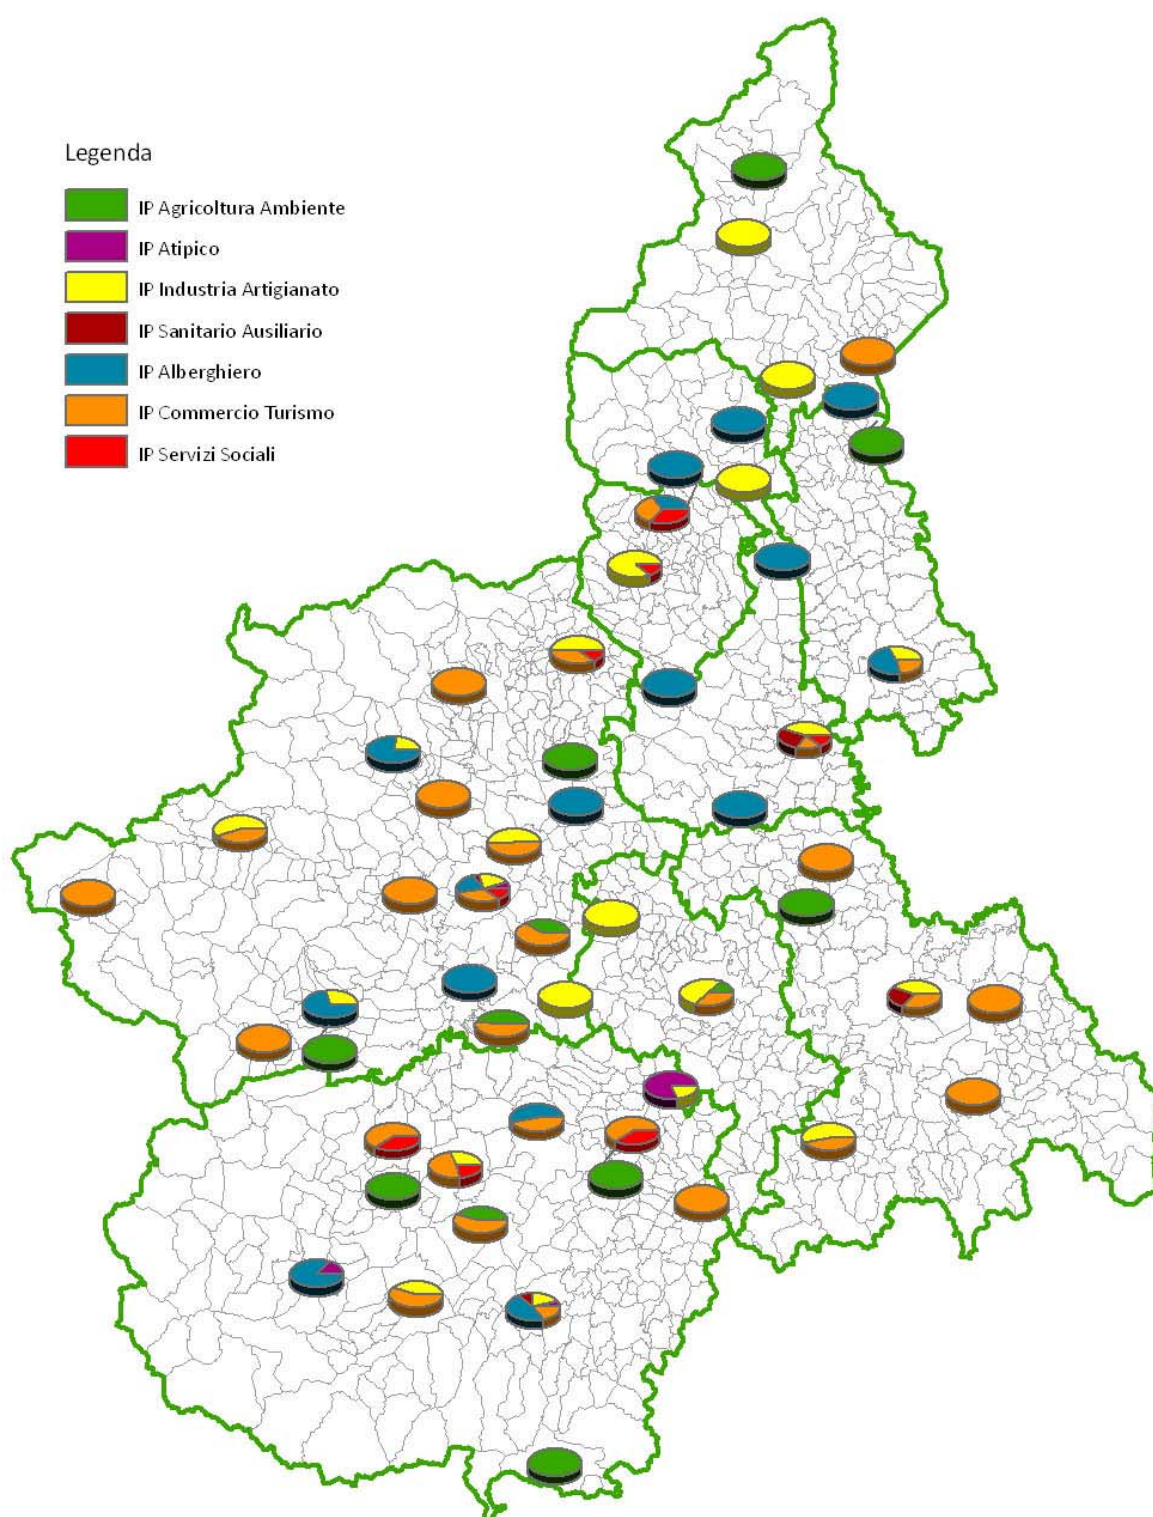 Legenda
IP Agricoltura Ambiente
IP Atipico
IP Industria Artigianato
IP Sanitario Ausiliario
IP Alberghiero
IP Commercio Turismo
IP Servizi Sociali